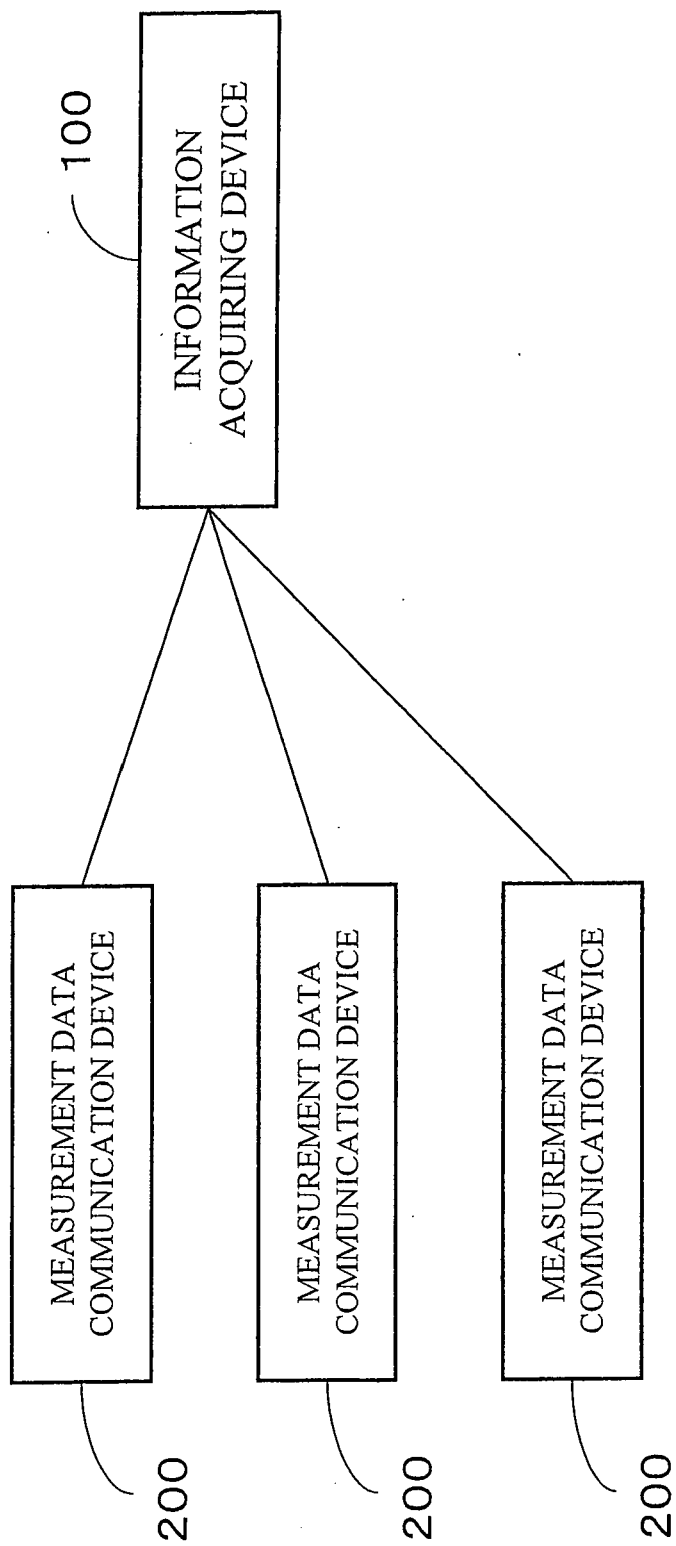 100
INFORMATION
ACQUIRING DEVICE
MEASUREMENT DATA
COMMUNICATION DEVICE
200
MEASUREMENT DATA
COMMUNICATION DEVICE
200
MEASUREMENT DATA
COMMUNICATION DEVICE
200